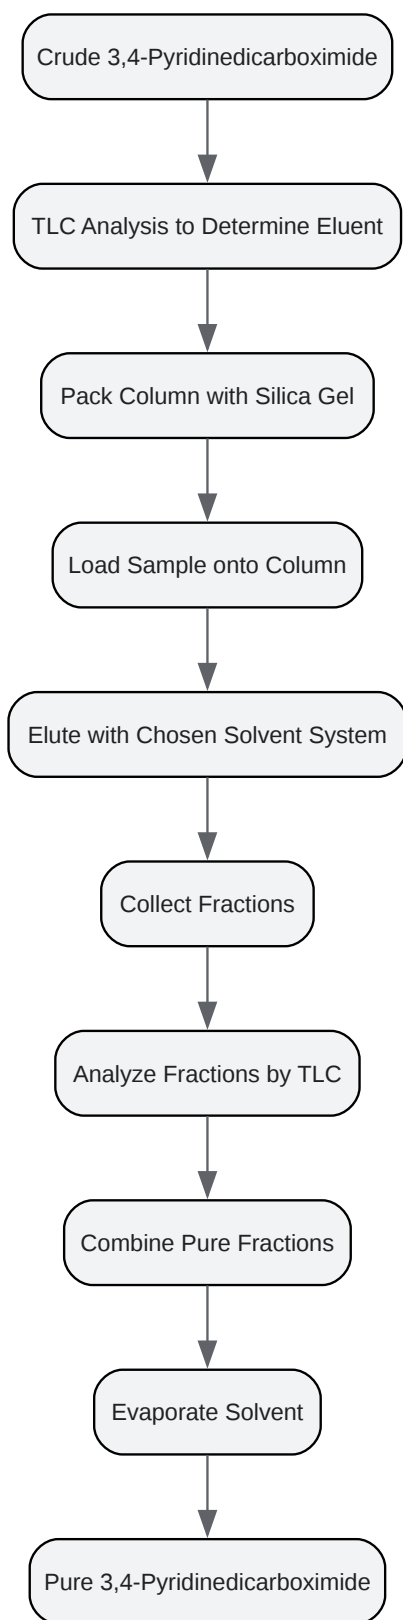 Crude 3,4-Pyridinedicarboximide
TLC Analysis to Determine Eluent
Pack Column with Silica Gel
Load Sample onto Column
Elute with Chosen Solvent System
Collect Fractions
Analyze Fractions by TLC
Combine Pure Fractions
Evaporate Solvent
Pure 3,4-Pyridinedicarboximide